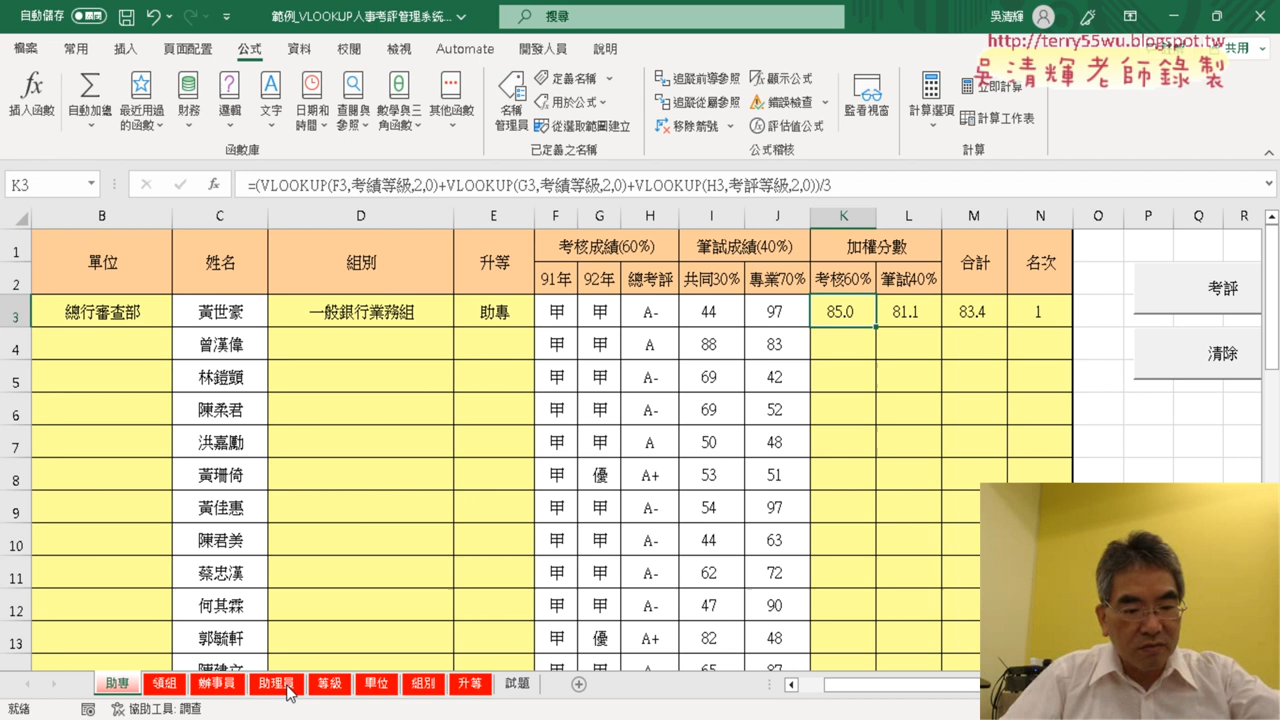 自動儲存 範例_VLOOKUP人事考評管理系統... 搜尋 吳清輝
檔案 常用 插入 頁面配置 公式 資料 校閱 檢視 Automate 開發人員 說明 共用
http://terry55wu.blogspot.tw
吳清輝老師錄製
插入函數 自動加總 最近用過的函數 財務 邏輯 文字 日期和時間 查閱與參照 數學與三角函數 其他函數
函數庫
名稱管理員 定義名稱 用於公式 從選取範圍建立
已定義之名稱
追蹤前導參照 追蹤從屬參照 移除箭號 顯示公式 錯誤檢查 評估值公式
公式稽核
監看視窗
計算選項 立即計算 計算工作表
計算
K3 fx =(VLOOKUP(F3,考績等級,2,0)+VLOOKUP(G3,考績等級,2,0)+VLOOKUP(H3,考評等級,2,0))/3
B C D E F G H I J K L M N O P Q R
1 單位 姓名 組別 升等 考核成績(60%) 筆試成績(40%) 加權分數 合計 名次
2 91年 92年 總考評 共同30% 專業70% 考核60% 筆試40%
3 總行審查部 黃世豪 一般銀行業務組 助專 甲 甲 A- 44 97 85.0 81.1 83.4 1
4 曾漢偉 甲 甲 A 88 83
5 林鎧顗 甲 甲 A- 69 42
6 陳柔君 甲 甲 A- 69 52
7 洪嘉勵 甲 甲 A 50 48
8 黃珊倚 甲 優 A+ 53 51
9 黃佳惠 甲 甲 A- 54 97
10 陳君美 甲 甲 A- 44 63
11 蔡忠漢 甲 甲 A- 62 72
12 何其霖 甲 甲 A- 47 90
13 郭毓軒 甲 優 A+ 82 48
考評
清除
助專 領組 辦事員 助理員 等級 單位 組別 升等 試題
就緒 協助工具: 調查